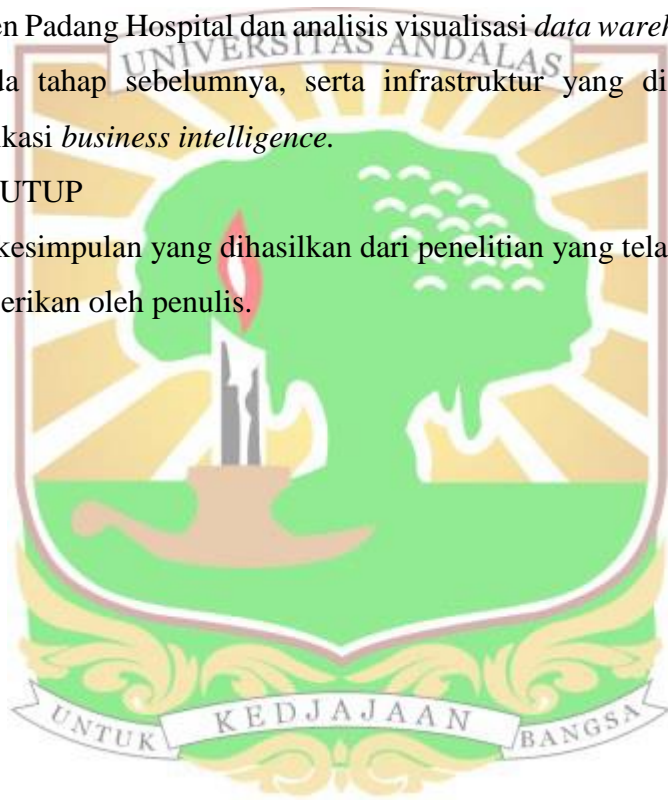 en Padang Hospital dan analisis visualisasi data wareh
UNIVERSITAS ANDALAS
da tahap sebelumnya, serta infrastruktur yang di
ikasi business intelligence.
UTUP
kesimpulan yang dihasilkan dari penelitian yang tela
erikan oleh penulis.
UNTUK KEDJAJAAN BANGSA